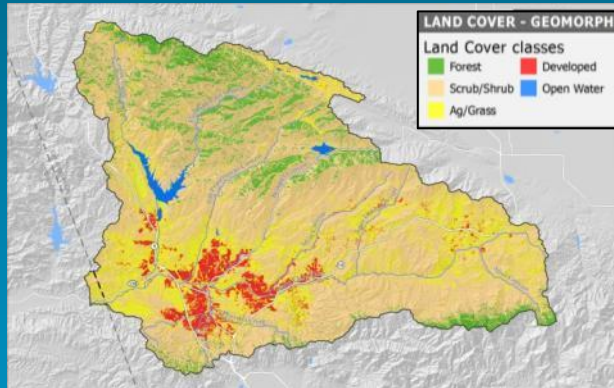 LAND COVER - GEOMORPH
Land Cover classes
Forest
Developed
Scrub/Shrub
Open Water
Ag/Grass